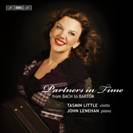 Partners in Time
from BACH to BARTÓK
TASMIN LITTLE violin
JOHN LENEHAN piano